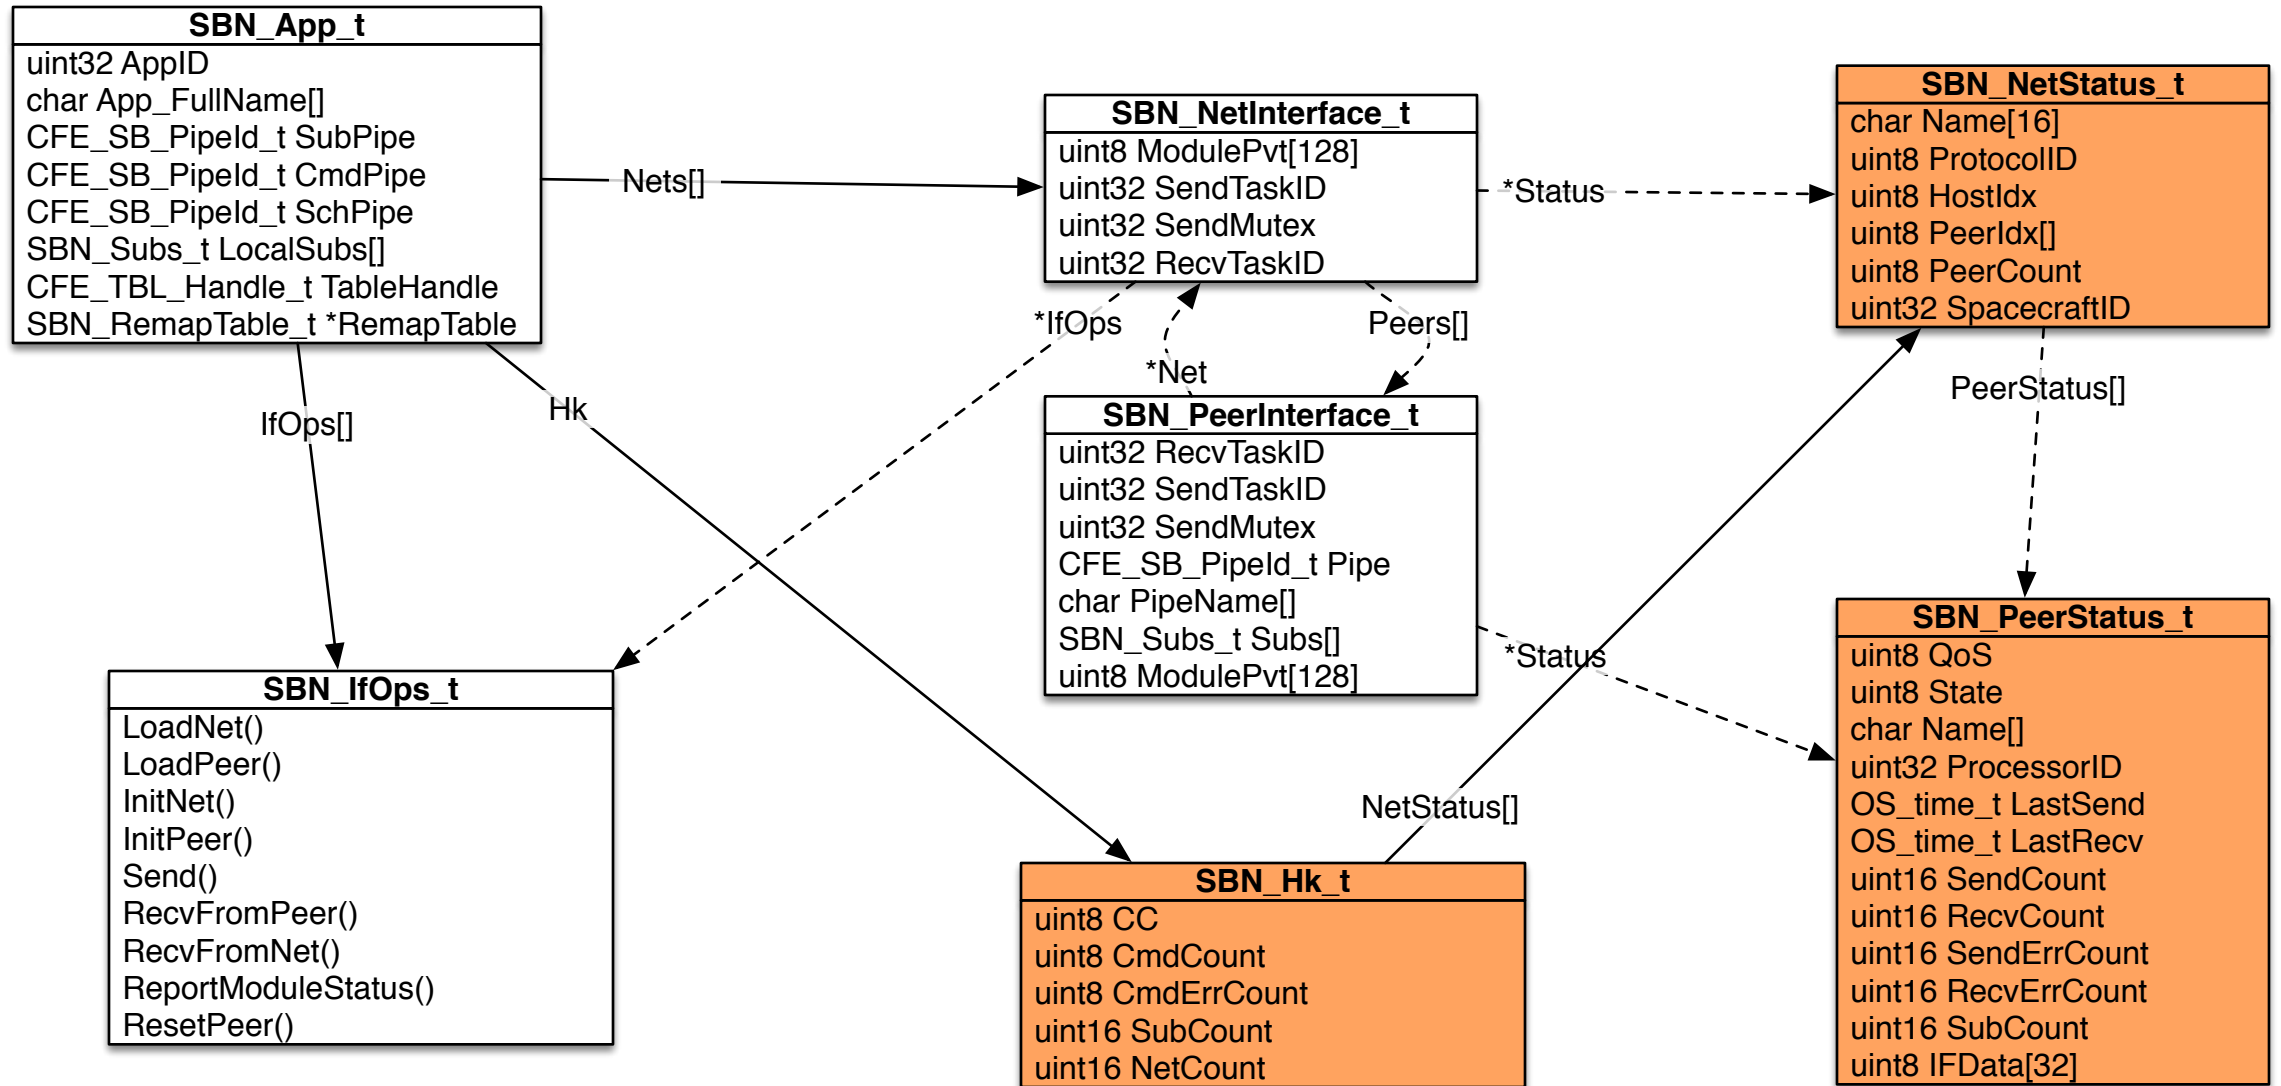 SBN_App_t
uint32 AppID
char App_FullName[]
CFE_SB_PipeId_t SubPipe
CFE_SB_PipeId_t CmdPipe
CFE_SB_PipeId_t SchPipe
SBN_Subs_t LocalSubs[]
CFE_TBL_Handle_t TableHandle
SBN_RemapTable_t *RemapTable
Nets[]
SBN_NetInterface_t
uint8 ModulePvt[128]
uint32 SendTaskID
uint32 SendMutex
uint32 RecvTaskID
*Status
SBN_NetStatus_t
char Name[16]
uint8 ProtocolID
uint8 HostIdx
uint8 PeerIdx[]
uint8 PeerCount
uint32 SpacecraftID
*IfOps
Peers[]
*Net
PeerStatus[]
IfOps[]
Hk
SBN_PeerInterface_t
uint32 RecvTaskID
uint32 SendTaskID
uint32 SendMutex
CFE_SB_PipeId_t Pipe
char PipeName[]
SBN_Subs_t Subs[]
uint8 ModulePvt[128]
*Status
SBN_PeerStatus_t
uint8 QoS
uint8 State
char Name[]
uint32 ProcessorID
OS_time_t LastSend
OS_time_t LastRecv
uint16 SendCount
uint16 RecvCount
uint16 SendErrCount
uint16 RecvErrCount
uint16 SubCount
uint8 IFData[32]
SBN_IfOps_t
LoadNet()
LoadPeer()
InitNet()
InitPeer()
Send()
RecvFromPeer()
RecvFromNet()
ReportModuleStatus()
ResetPeer()
NetStatus[]
SBN_Hk_t
uint8 CC
uint8 CmdCount
uint8 CmdErrCount
uint16 SubCount
uint16 NetCount